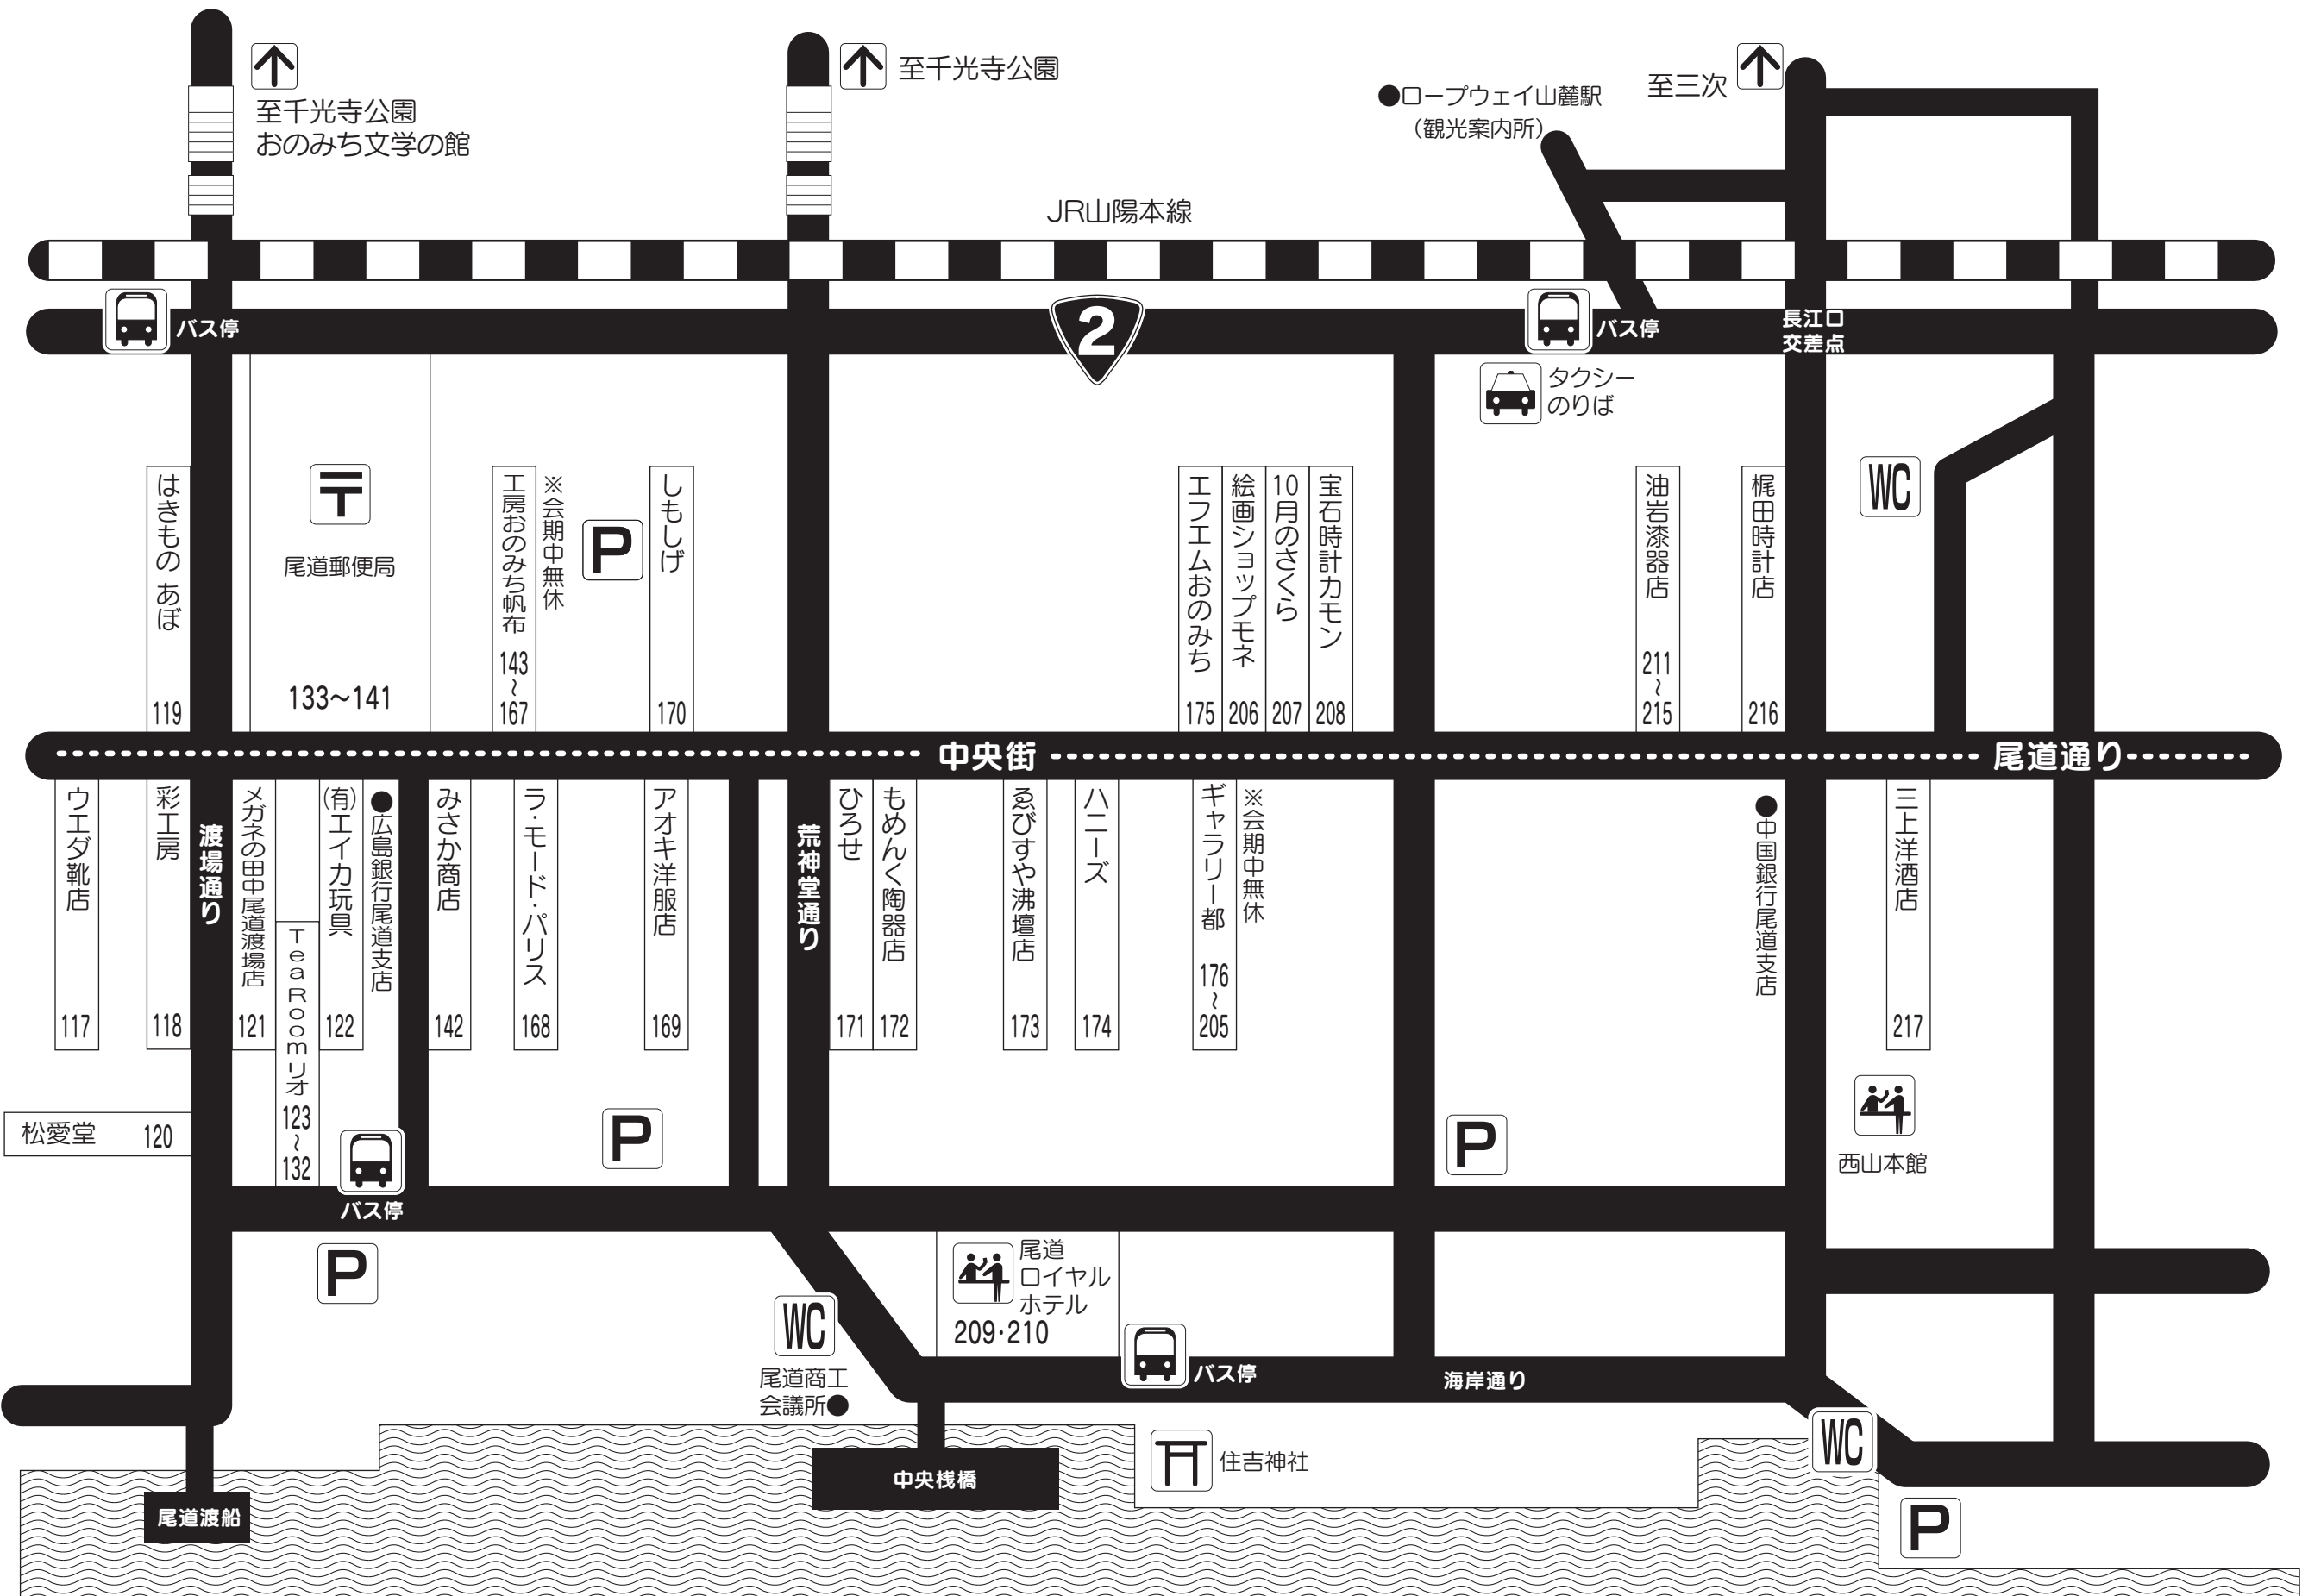 至千光寺公園
おのみち文学の館
至千光寺公園
●ロープウェイ山麓駅
（観光案内所）
至三次
JR山陽本線
バス停
2
バス停
長江口
交差点
タクシー
のりば
はきもの あぼ 119
〒
尾道郵便局
133〜141
工房おのみち帆布 143〜167
※会期中無休
P
しもしげ 170
エフエムおのみち 175
絵画ショップモネ 206
10月のさくら 207
宝石時計カモン 208
油岩漆器店 211〜215
梶田時計店 216
WC
中央街
尾道通り
ウエダ靴店 117
彩工房 118
渡場通り
メガネの田中尾道渡場店 121
Tea Room リオ 123〜132
(有)エイカ玩具 122
●広島銀行尾道支店
みさか商店 142
ラ・モード・パリス 168
アオキ洋服店 169
荒神堂通り
ひろせ 171
もめんく陶器店 172
ゑびすや沸壇店 173
ハニーズ 174
ギャラリー都 176〜205
※会期中無休
●中国銀行尾道支店
三上洋酒店 217
松愛堂 120
P
P
西山本館
バス停
P
尾道
ロイヤル
ホテル
209・210
WC
尾道商工
会議所●
バス停
海岸通り
WC
中央桟橋
住吉神社
尾道渡船
P